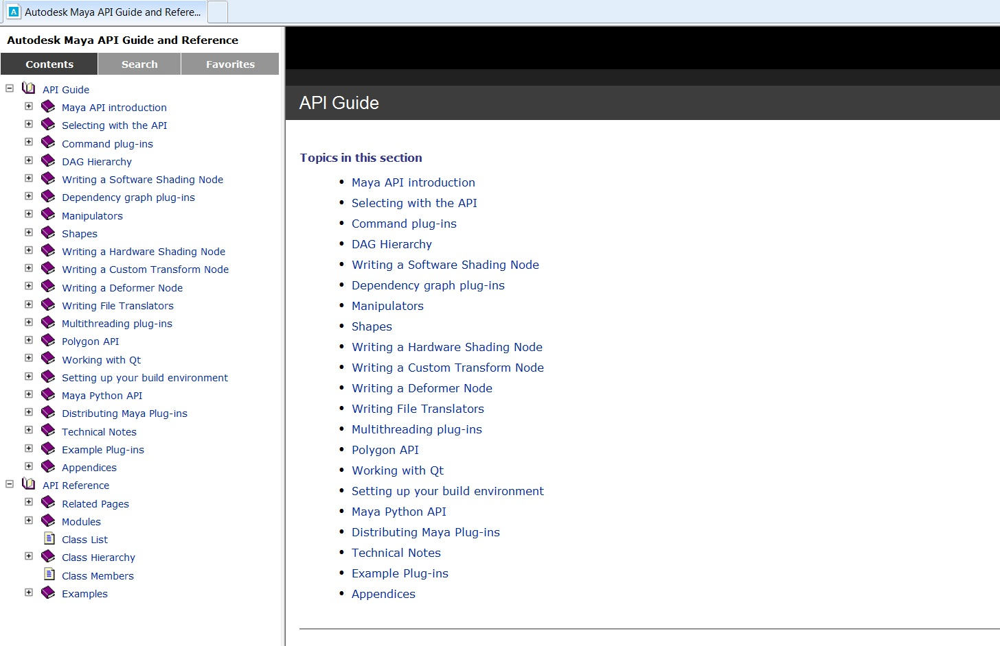 Autodesk Maya API Guide and Refere...
Autodesk Maya API Guide and Reference
Contents
Search
Favorites
API Guide
Maya API introduction
Selecting with the API
Command plug-ins
DAG Hierarchy
Writing a Software Shading Node
Dependency graph plug-ins
Manipulators
Shapes
Writing a Hardware Shading Node
Writing a Custom Transform Node
Writing a Deformer Node
Writing File Translators
Multithreading plug-ins
Polygon API
Working with Qt
Setting up your build environment
Maya Python API
Distributing Maya Plug-ins
Technical Notes
Example Plug-ins
Appendices
API Reference
Related Pages
Modules
Class List
Class Hierarchy
Class Members
Examples
API Guide
Topics in this section
• Maya API introduction
• Selecting with the API
• Command plug-ins
• DAG Hierarchy
• Writing a Software Shading Node
• Dependency graph plug-ins
• Manipulators
• Shapes
• Writing a Hardware Shading Node
• Writing a Custom Transform Node
• Writing a Deformer Node
• Writing File Translators
• Multithreading plug-ins
• Polygon API
• Working with Qt
• Setting up your build environment
• Maya Python API
• Distributing Maya Plug-ins
• Technical Notes
• Example Plug-ins
• Appendices